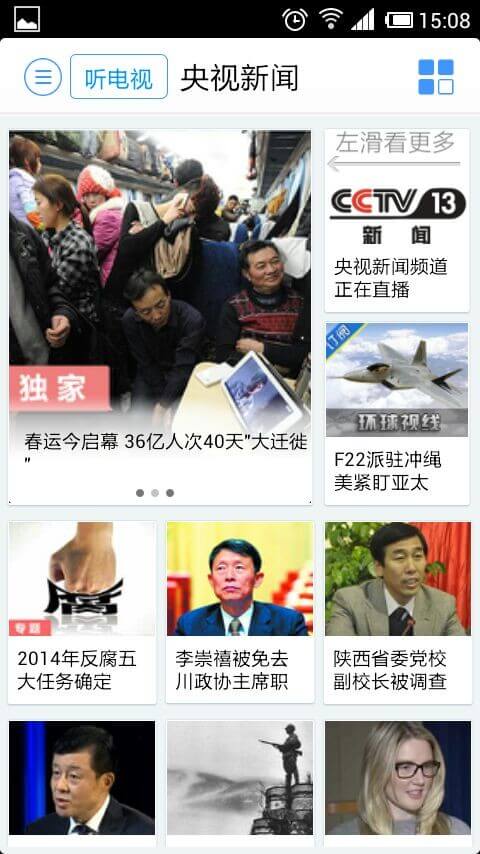 15:08
听电视
央视新闻
左滑看更多
CCTV 13
新闻
央视新闻频道
正在直播
独家
春运今启幕 36亿人次40天"大迁徙
"
订阅
环球视线
F22派驻冲绳
美紧盯亚太
腐
专题
2014年反腐五
大任务确定
李崇禧被免去
川政协主席职
陕西省委党校
副校长被调查